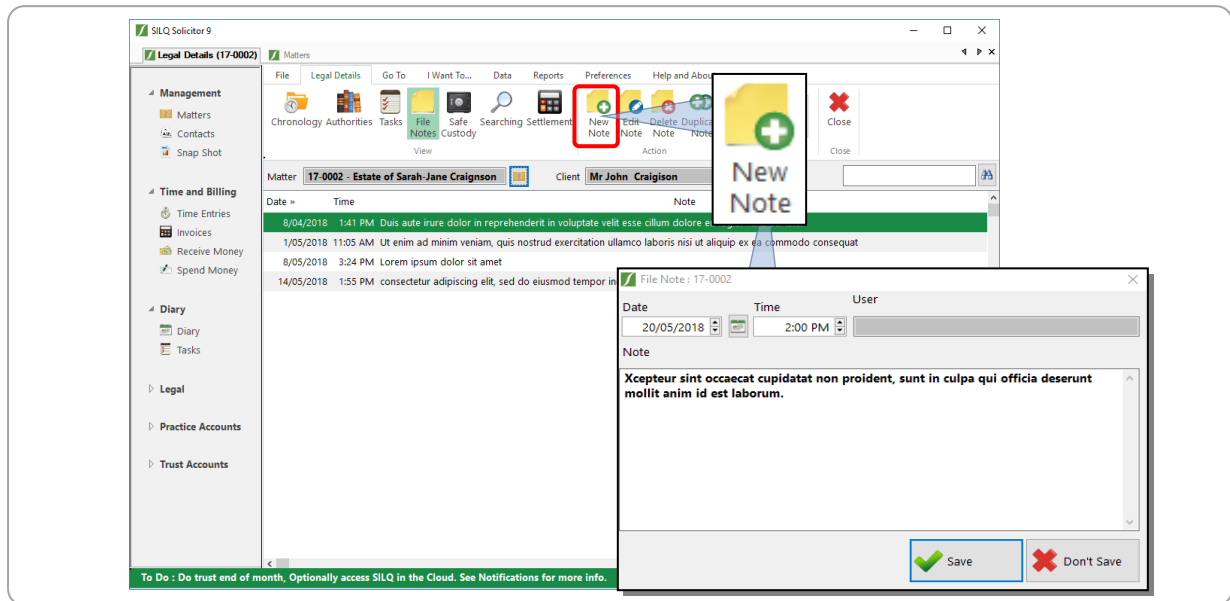 SILQ Solicitor 9
Legal Details (17-0002) Matters
File Legal Details Go To I Want To... Data Reports Preferences Help and Abou
Management
Matters
Contacts
Snap Shot
Time and Billing
Time Entries
Invoices
Receive Money
Spend Money
Diary
Diary
Tasks
Legal
Practice Accounts
Trust Accounts
Chronology Authorities Tasks File Notes Safe Custody Searching Settlement New Note Edit Note Delete Note Duplica Note Close
View Action Close
New
Note
Matter 17-0002 - Estate of Sarah-Jane Craignson Client Mr John Craigison
Date » Time Note
8/04/2018 1:41 PM Duis aute irure dolor in reprehenderit in voluptate velit esse cillum dolore e
1/05/2018 11:05 AM Ut enim ad minim veniam, quis nostrud exercitation ullamco laboris nisi ut aliquip ex ea commodo consequat
8/05/2018 3:24 PM Lorem ipsum dolor sit amet
14/05/2018 1:55 PM consectetur adipiscing elit, sed do eiusmod tempor in
File Note : 17-0002
Date Time User
20/05/2018 2:00 PM
Note
Xcepteur sint occaecat cupidatat non proident, sunt in culpa qui officia deserunt
mollit anim id est laborum.
Save Don't Save
To Do : Do trust end of month, Optionally access SILQ in the Cloud. See Notifications for more info.